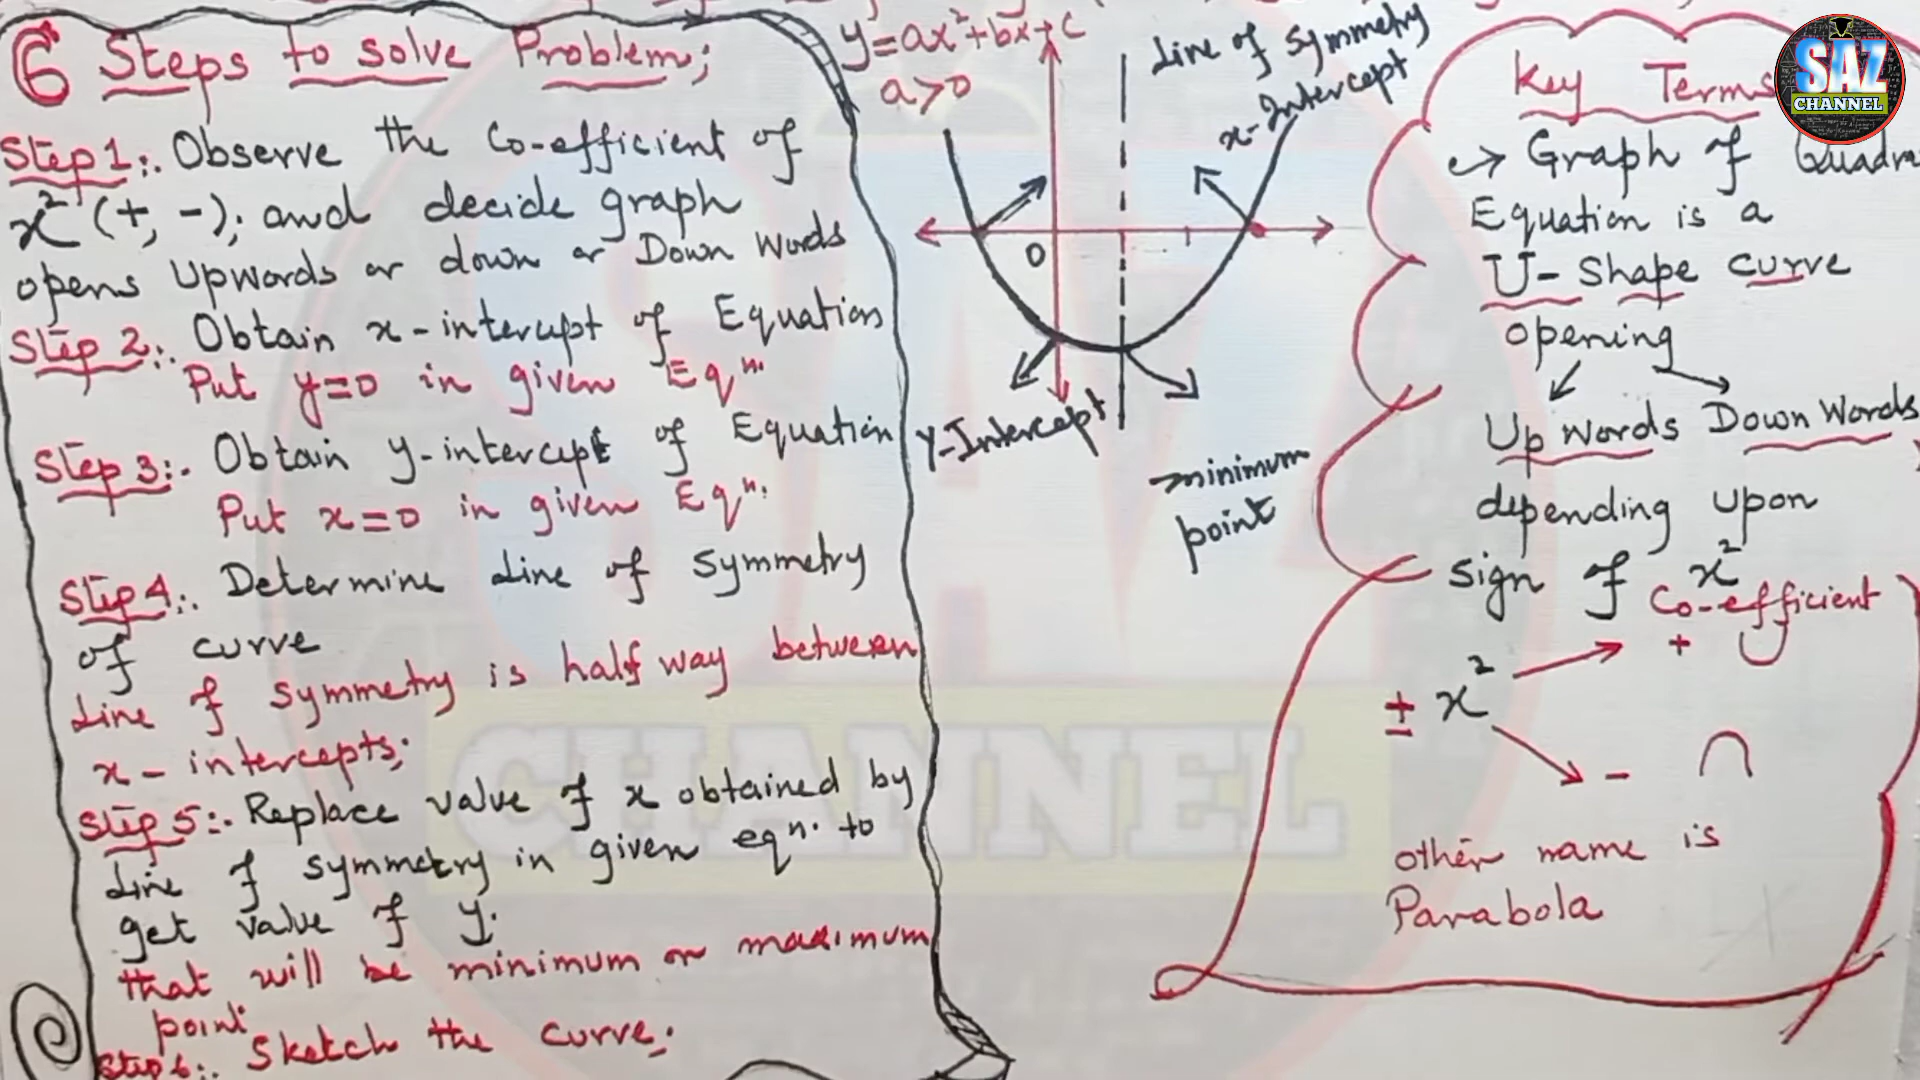 6 Steps to solve Problem;
Step 1:. Observe the Co-efficient of
x² (+, -); and decide graph
opens Upwords or down or Down Words
Step 2:. Obtain x-intercept of Equation
Put y=0 in given Eqⁿ.
Step 3:. Obtain y-intercept of Equation
Put x=0 in given Eqⁿ.
Step 4:. Determine Line of Symmetry
of curve
Line of symmetry is half way between
x-intercepts;
Step 5:. Replace value of x obtained by
Line of symmetry in given eqⁿ. to
get value of y.
that will be minimum or maximum
point.
Step 6:. Sketch the curve.
y=ax²+bx+c
a>0
Line of Symmetry
x-Intercept
0
Y-Intercept
minimum
point
Key Terms
Graph of Quadra
Equation is a
U-Shape curve
opening
Up Words Down Words
depending upon
sign of x²
Co-efficient
+
± x²
-
other name is
Parabola
SAZ
CHANNEL
SAZ
CHANNEL